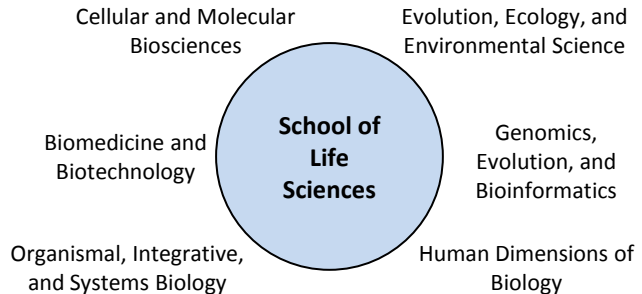 Cellular and Molecular
Biosciences
Evolution, Ecology, and
Environmental Science
Biomedicine and
Biotechnology
School of
Life
Sciences
Genomics,
Evolution, and
Bioinformatics
Organismal, Integrative,
and Systems Biology
Human Dimensions of
Biology